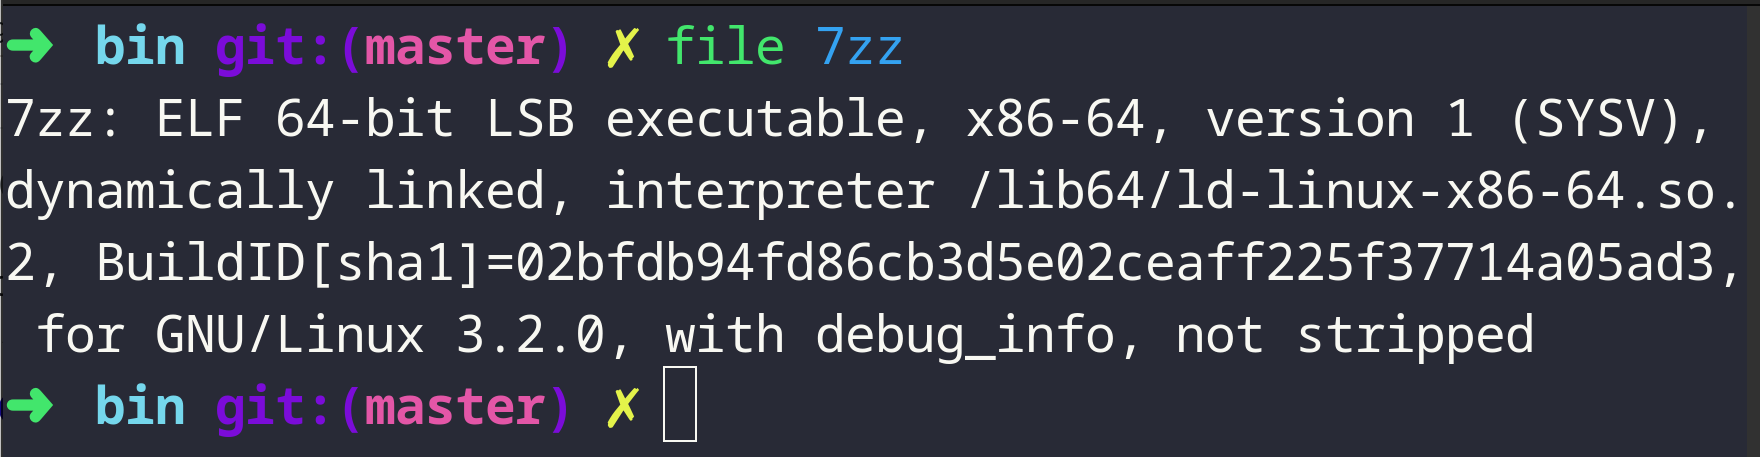 ➜ bin git:(master) ✗ file 7zz
7zz: ELF 64-bit LSB executable, x86-64, version 1 (SYSV),
dynamically linked, interpreter /lib64/ld-linux-x86-64.so.
2, BuildID[sha1]=02bfdb94fd86cb3d5e02ceaff225f37714a05ad3,
 for GNU/Linux 3.2.0, with debug_info, not stripped
➜ bin git:(master) ✗